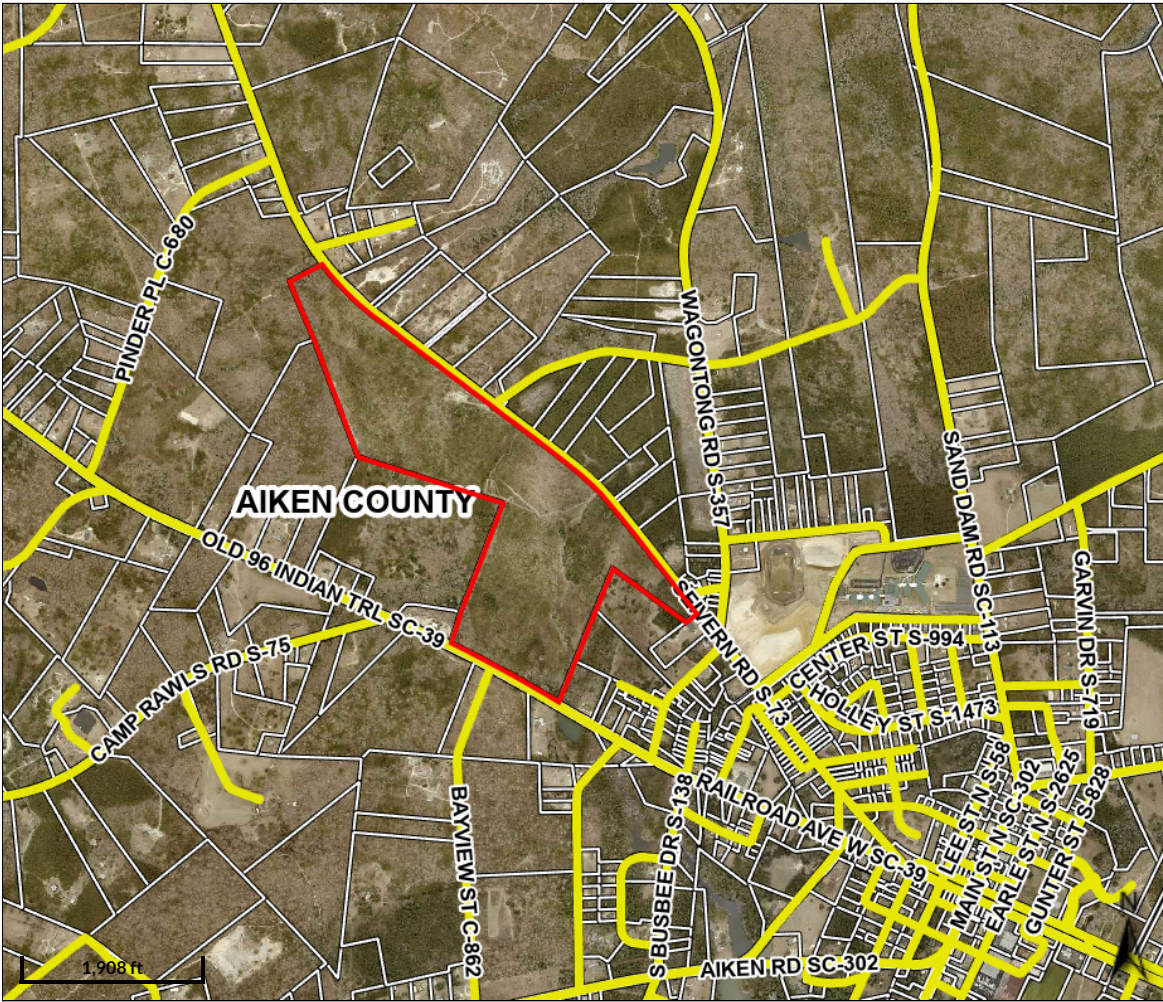 PINDER PL C-680
WAGONTONG RD S-357
SAND DAM RD SC-113
AIKEN COUNTY
OLD 96 INDIAN TRL SC-39
CAMP RAWLS RD S-75
SEIVERN RD S-73
CENTER ST S-994
C HOLLEY ST S-1473
GARVIN DR S-719
BAYVIEW ST C-862
S BUSBEE DR S-138
RAILROAD AVE W SC-39
LEE ST N S-58
MAIN ST N SC-302
EARLE ST N S-2625
GUNTER ST S-828
AIKEN RD SC-302
1,908 ft
N